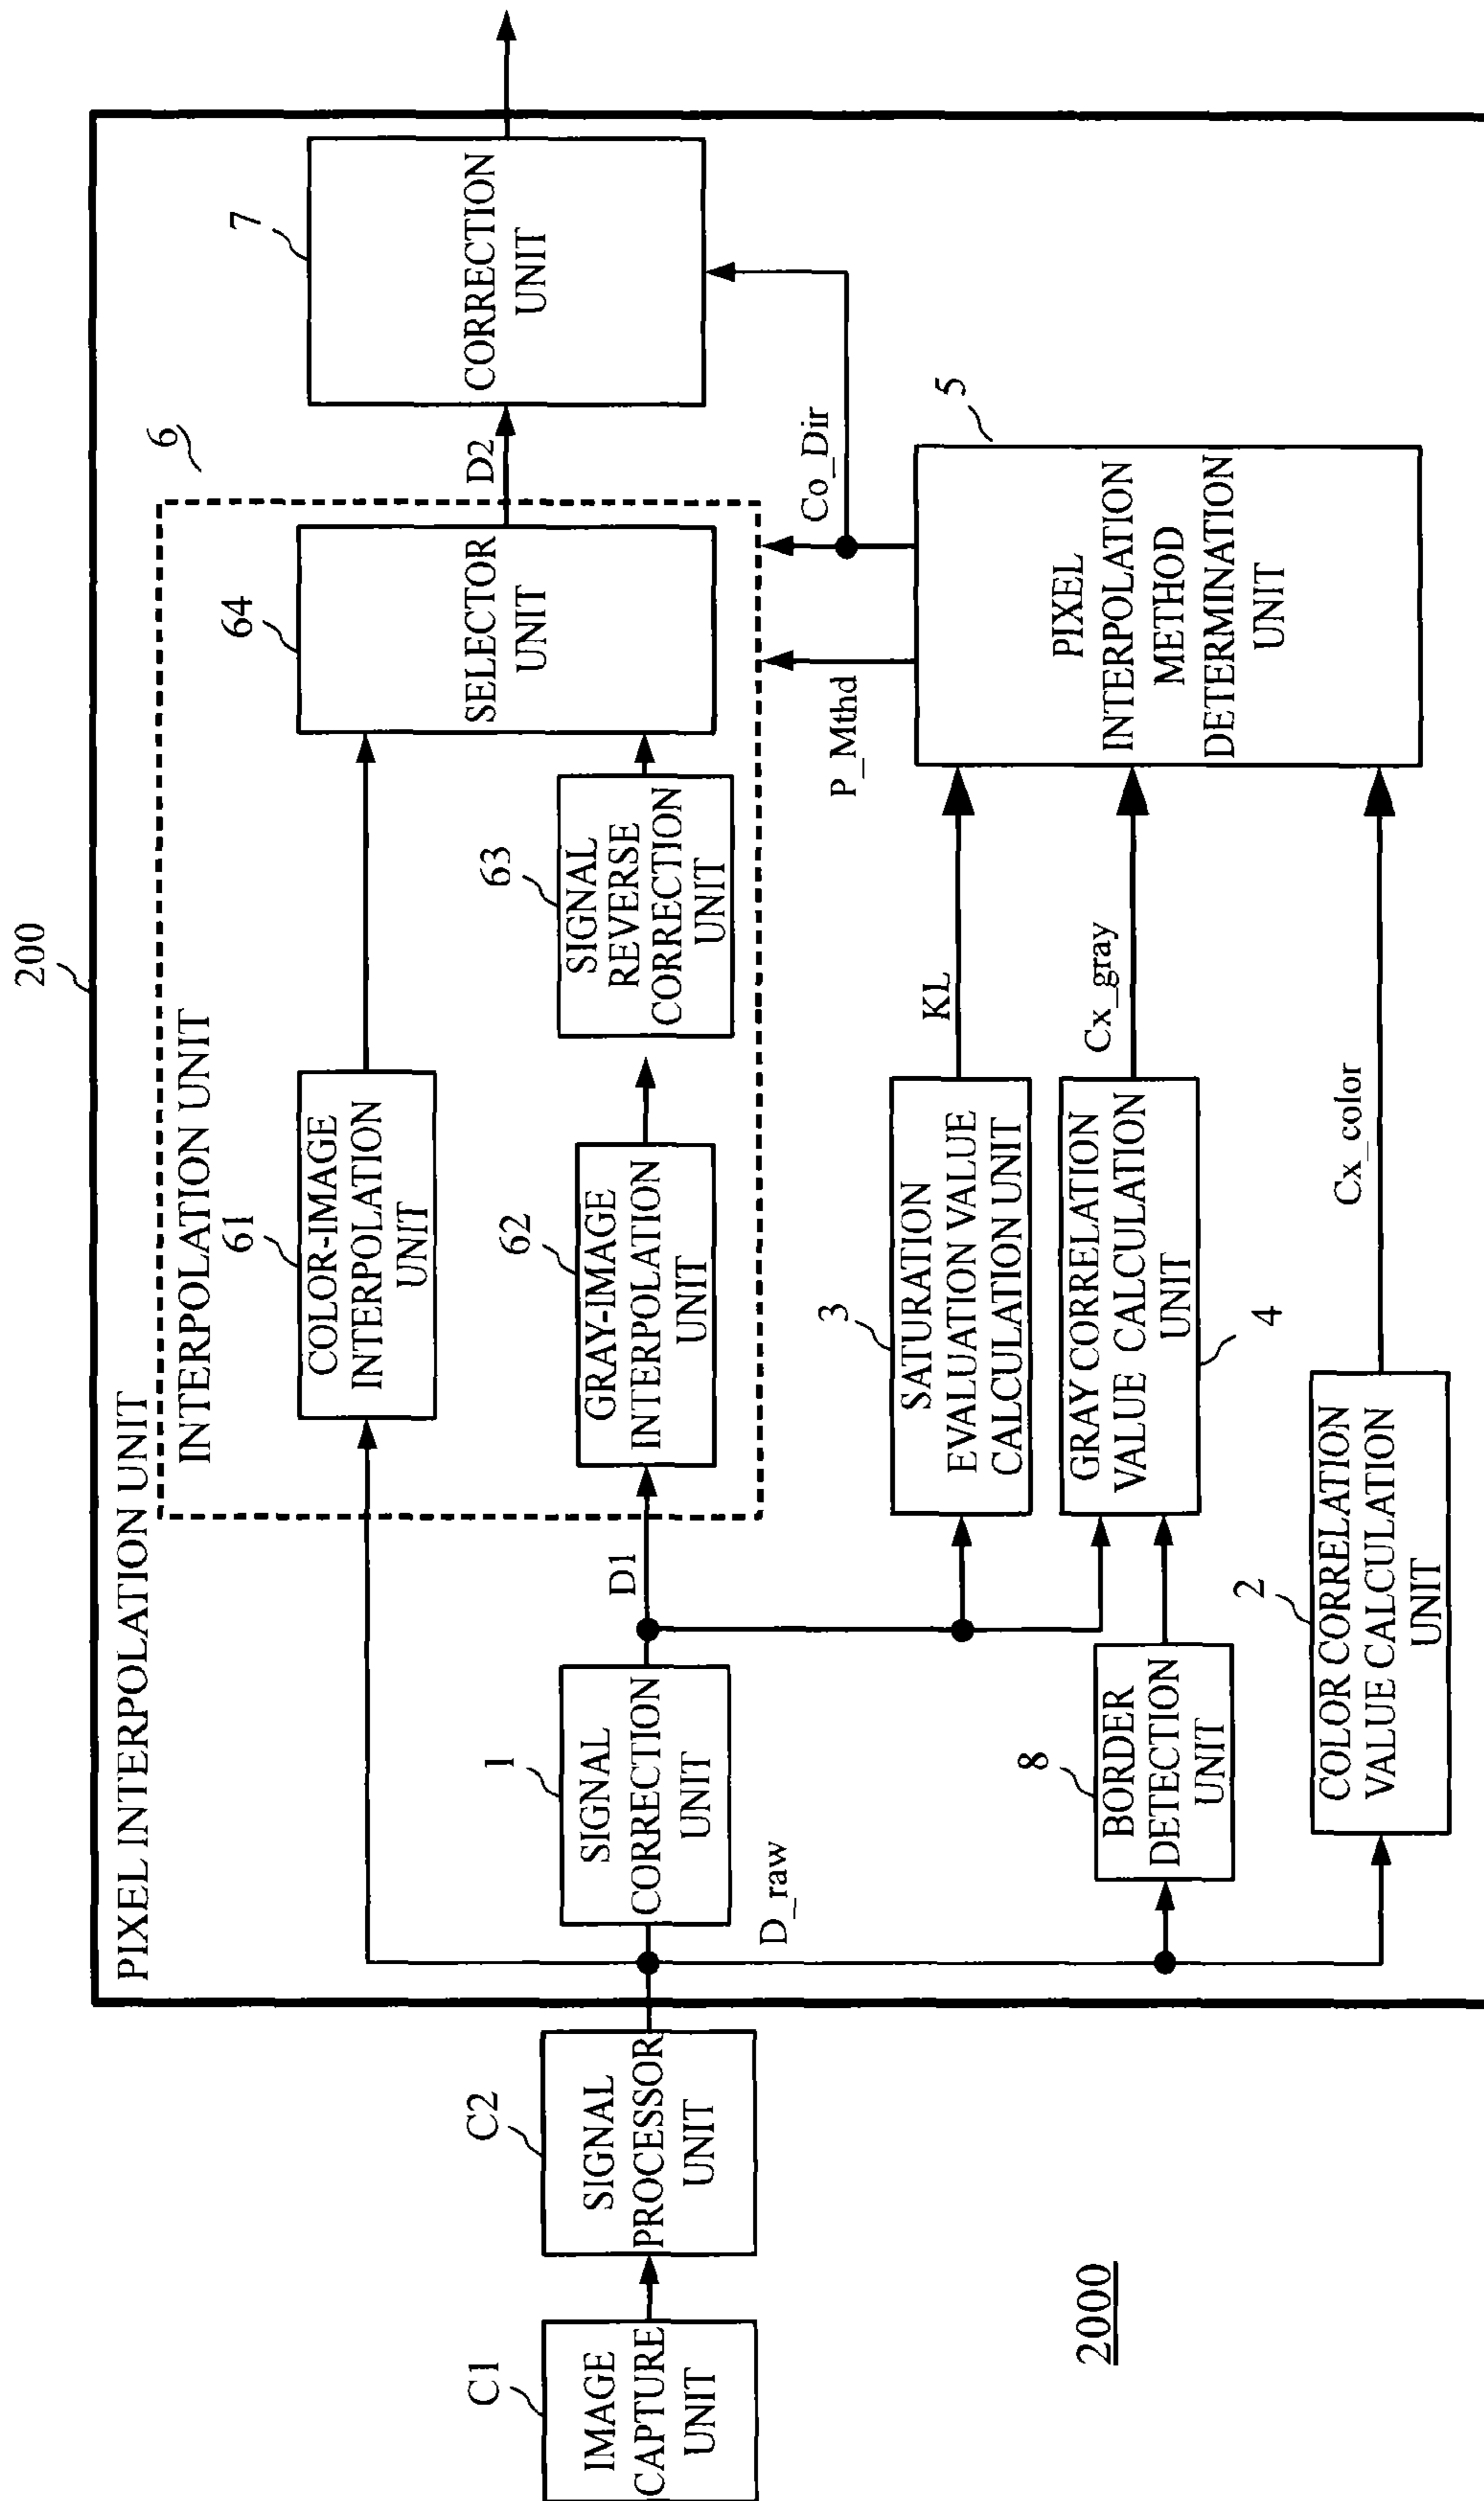 200
PIXEL INTERPOLATION UNIT
6
INTERPOLATION UNIT
61
COLOR-IMAGE
INTERPOLATION
UNIT
64
SELECTOR
UNIT
D2
7
CORRECTION
UNIT
C1
IMAGE
CAPTURE
UNIT
C2
SIGNAL
PROCESSOR
UNIT
1
SIGNAL
CORRECTION
UNIT
D_raw
D1
62
GRAY-IMAGE
INTERPOLATION
UNIT
63
SIGNAL
REVERSE
CORRECTION
UNIT
P_Mthd
Co_Dir
3
SATURATION
EVALUATION VALUE
CALCULATION UNIT
KL
5
PIXEL
INTERPOLATION
METHOD
DETERMINATION
UNIT
8
BORDER
DETECTION
UNIT
GRAY CORRELATION
VALUE CALCULATION
UNIT
4
Cx_gray
2
COLOR CORRELATION
VALUE CALCULATION
UNIT
Cx_color
2000